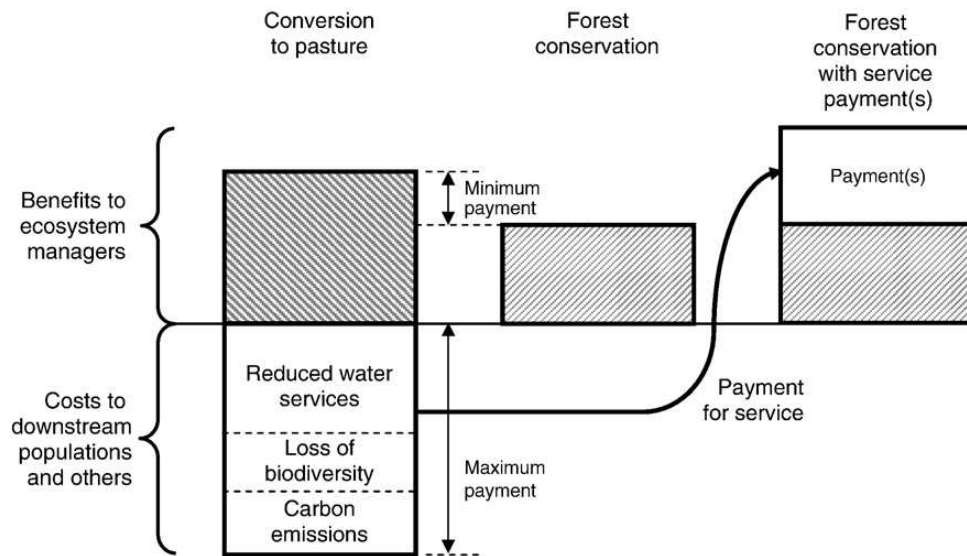 Conversion
to pasture
Forest
conservation
Forest
conservation
with service
payment(s)
Benefits to
ecosystem
managers
Minimum
payment
Payment(s)
Costs to
downstream
populations
and others
Reduced water
services
Loss of
biodiversity
Carbon
emissions
Maximum
payment
Payment
for service